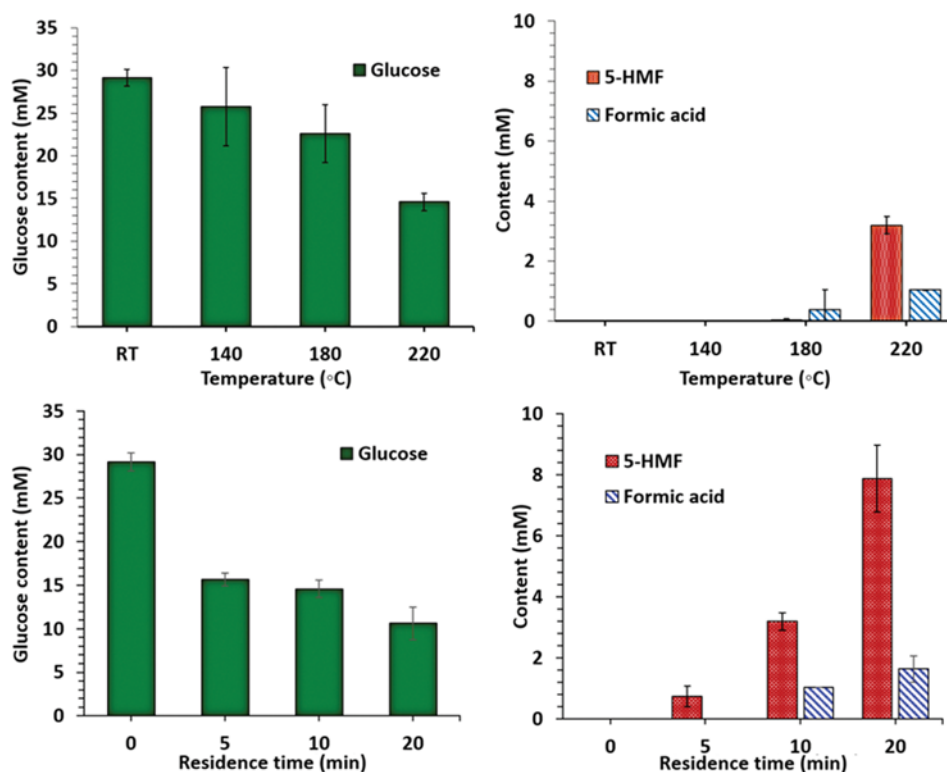 35
30
25
20
15
10
5
0
Glucose content (mM)
Glucose
RT 140 180 220
Temperature (◦C)
10
8
6
4
2
0
Content (mM)
5-HMF
Formic acid
RT 140 180 220
Temperature (◦C)
35
30
25
20
15
10
5
0
Glucose content (mM)
Glucose
0 5 10 20
Residence time (min)
10
8
6
4
2
0
Content (mM)
5-HMF
Formic acid
0 5 10 20
Residence time (min)